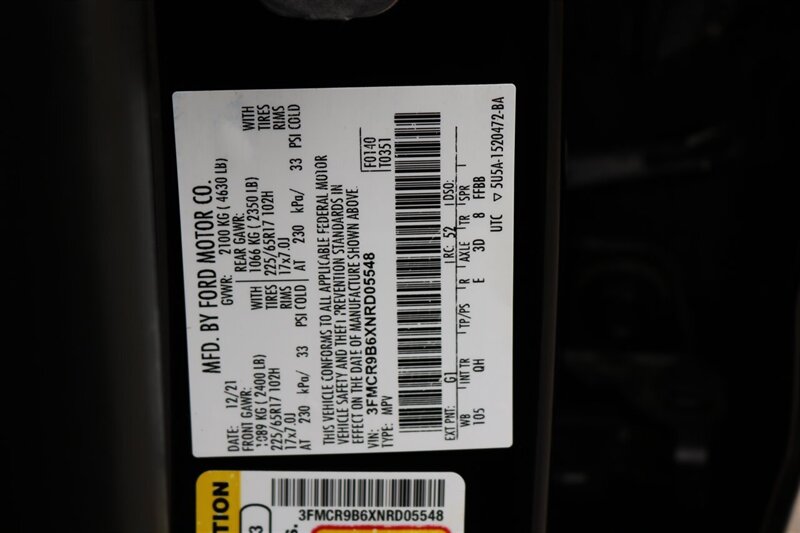 MFD. BY FORD MOTOR CO.
DATE: 12/21 GVWR: 2100 KG ( 4630 LB)
FRONT GAWR: REAR GAWR:
1089 KG ( 2400 LB) WITH 1066 KG ( 2350 LB) WITH
225/65R17 102H TIRES 225/65R17 102H TIRES
17x7.0J RIMS 17x7.0J RIMS
AT 230 kPa/ 33 PSI COLD AT 230 kPa/ 33 PSI COLD
THIS VEHICLE CONFORMS TO ALL APPLICABLE FEDERAL MOTOR
VEHICLE SAFETY AND THEFT PREVENTION STANDARDS IN
EFFECT ON THE DATE OF MANUFACTURE SHOWN ABOVE.
VIN: 3FMCR9B6XNRD05548 F0140
TYPE: MPV T0351
EXT PNT: G1 RC: 52 DSO:
WB INT TR TP/PS R AXLE TR SPR
105 QH E 3D 8 FFBB
UTC ▽ 5U5A-1520472-BA
TION
3
3FMCR9B6XNRD05548
s.